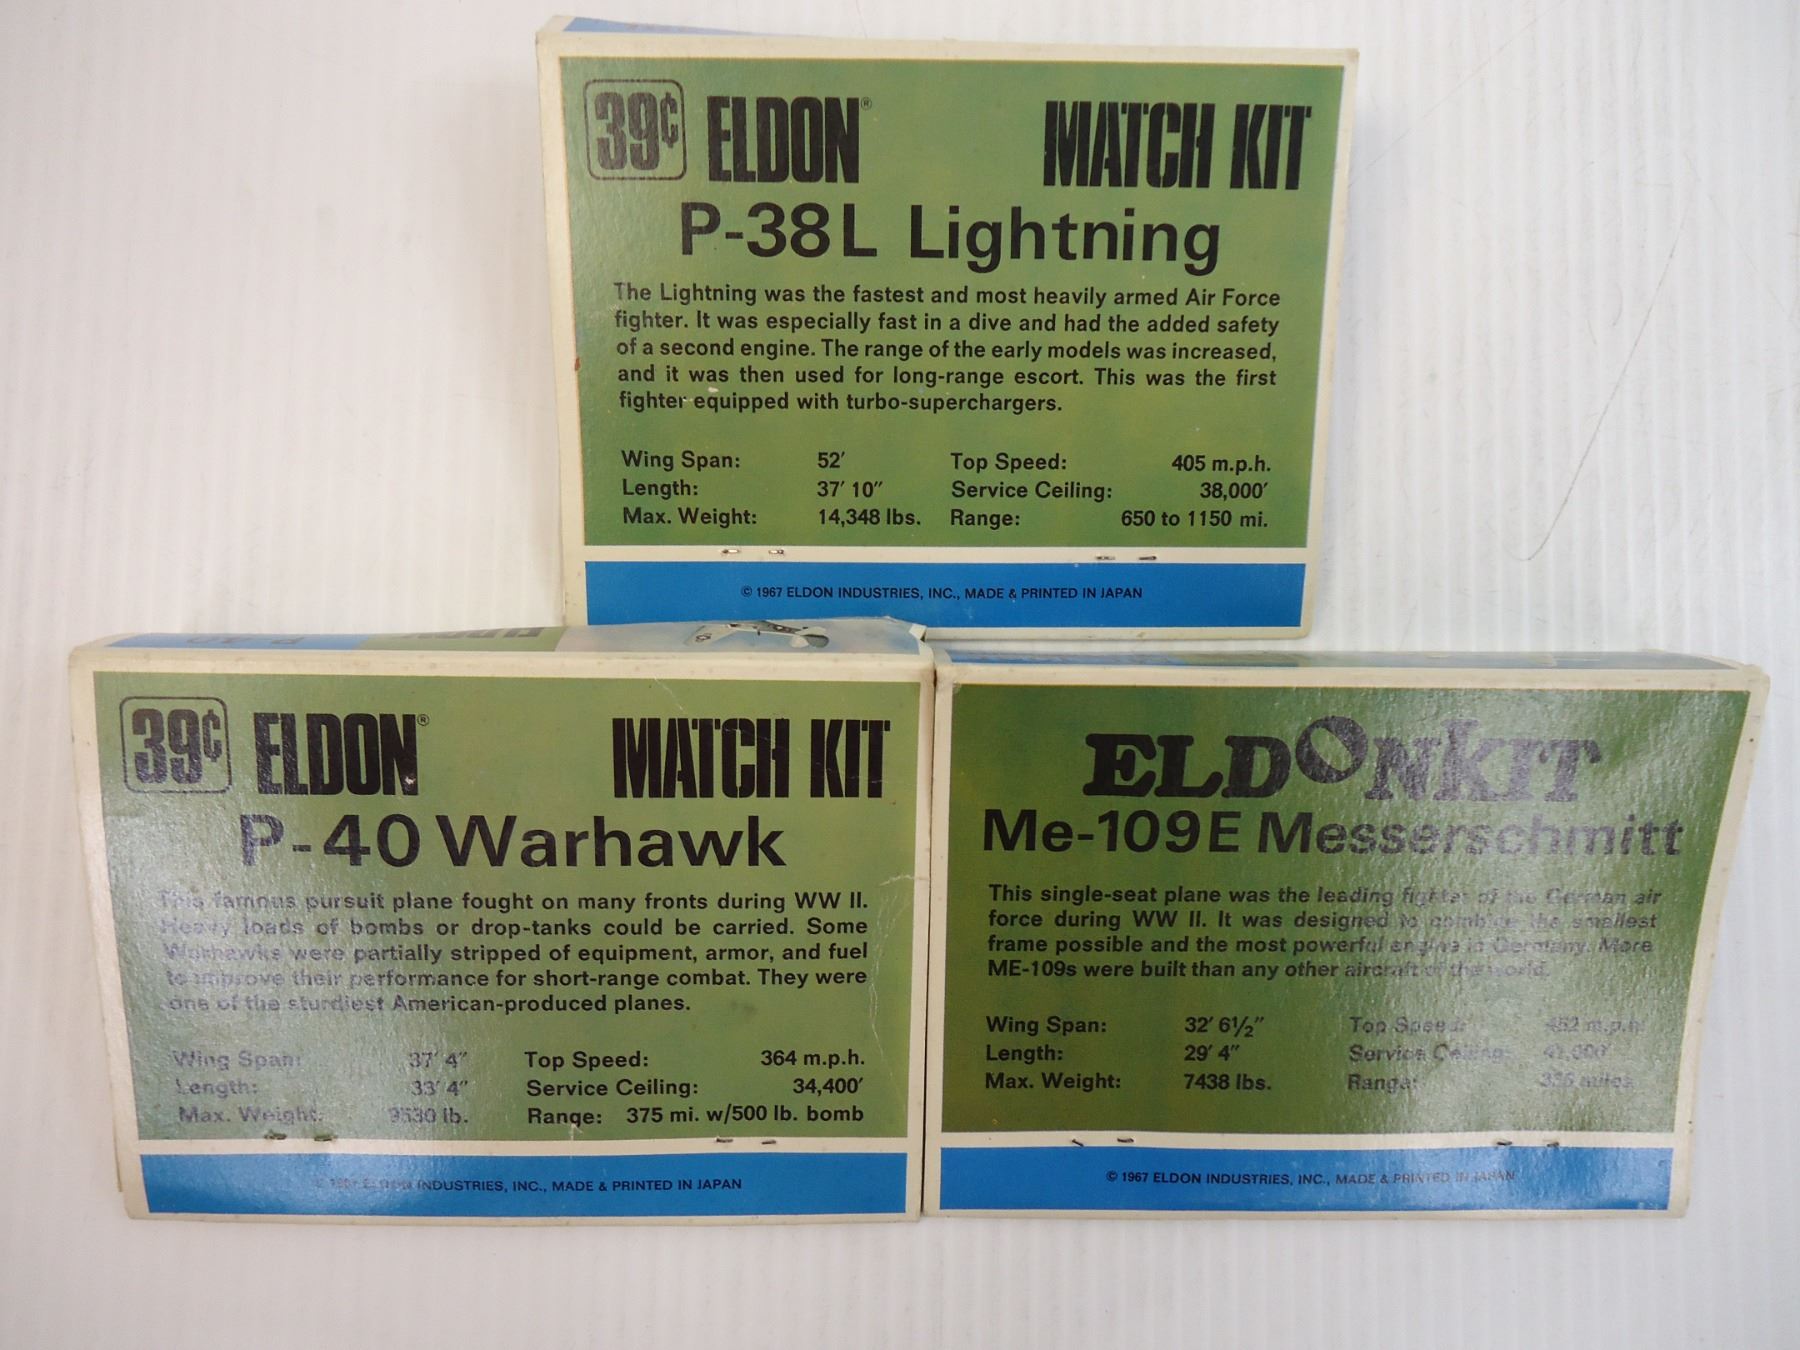 39¢ ELDON® MATCH KIT
P-38L Lightning
The Lightning was the fastest and most heavily armed Air Force
fighter. It was especially fast in a dive and had the added safety
of a second engine. The range of the early models was increased,
and it was then used for long-range escort. This was the first
fighter equipped with turbo-superchargers.
Wing Span: 52' Top Speed: 405 m.p.h.
Length: 37' 10" Service Ceiling: 38,000'
Max. Weight: 14,348 lbs. Range: 650 to 1150 mi.
© 1967 ELDON INDUSTRIES, INC., MADE & PRINTED IN JAPAN
P-40 ELDON
39¢ ELDON® MATCH KIT
P-40 Warhawk
This famous pursuit plane fought on many fronts during WW II.
Heavy loads of bombs or drop-tanks could be carried. Some
Warhawks were partially stripped of equipment, armor, and fuel
to improve their performance for short-range combat. They were
one of the sturdiest American-produced planes.
Wing Span: 37' 4" Top Speed: 364 m.p.h.
Length: 33' 4" Service Ceiling: 34,400'
Max. Weight: 9530 lb. Range: 375 mi. w/500 lb. bomb
© 1967 ELDON INDUSTRIES, INC., MADE & PRINTED IN JAPAN
ELDONKIT
Me-109E Messerschmitt
This single-seat plane was the leading fighter of the German air
force during WW II. It was designed to combine the smallest
frame possible and the most powerful engine in Germany. More
ME-109s were built than any other aircraft of the world.
Wing Span: 32' 6½" Top Speed: m.p.h.
Length: 29' 4" Service Ceiling: 41,000'
Max. Weight: 7438 lbs. Range: miles
© 1967 ELDON INDUSTRIES, INC., MADE & PRINTED IN JAPAN